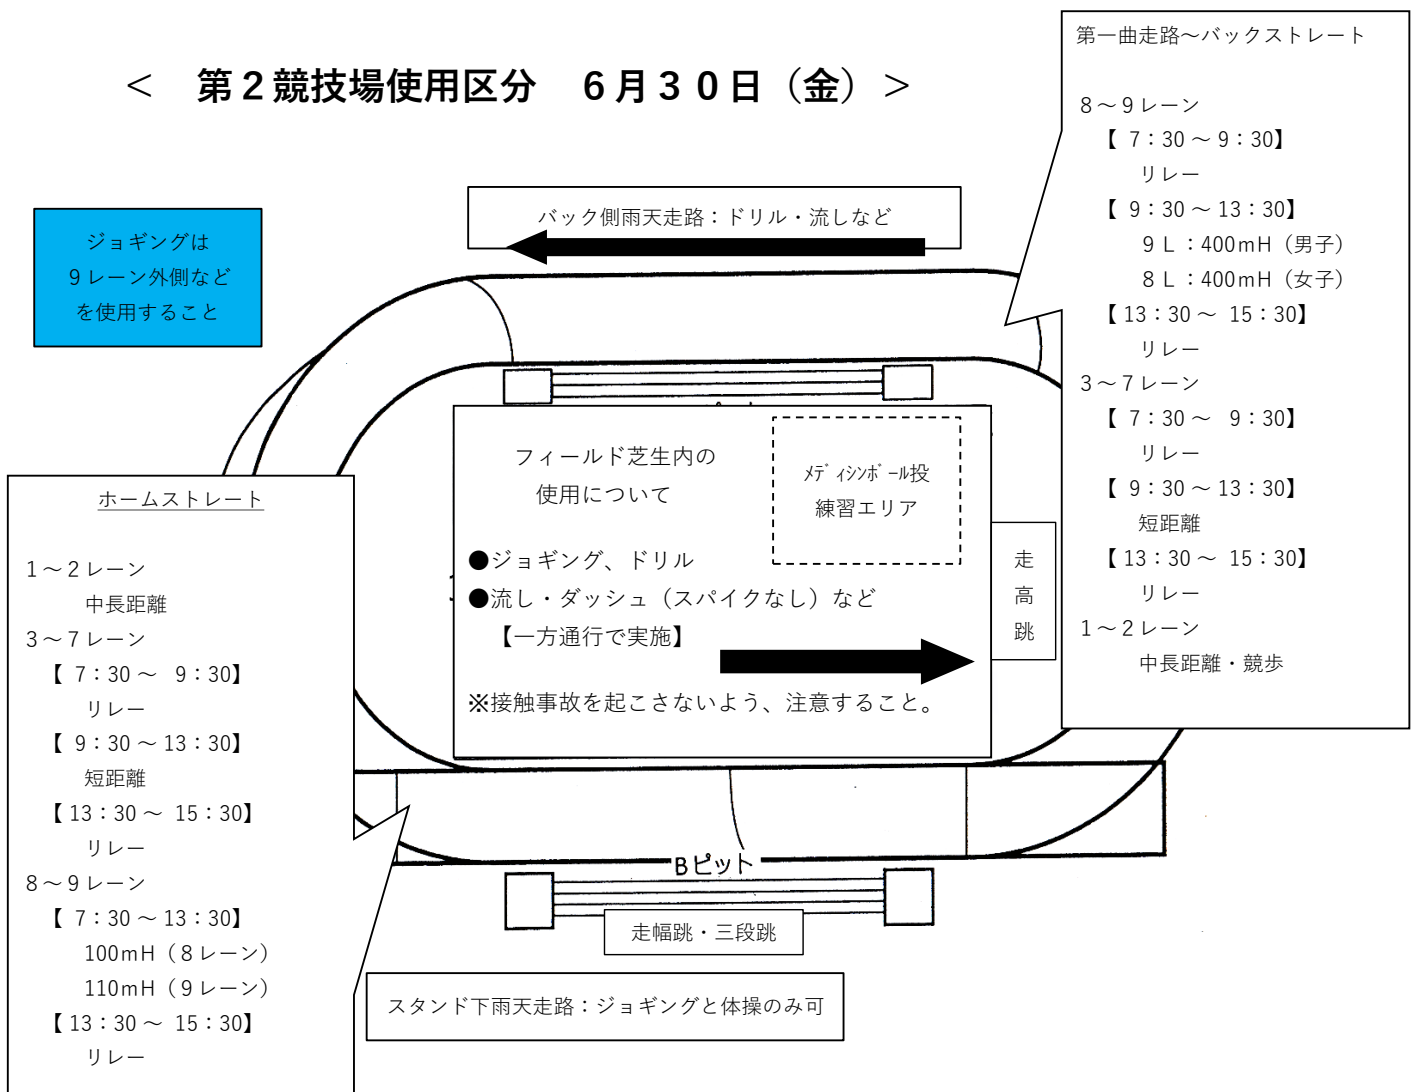 ＜　第２競技場使用区分　６月３０日（金）＞
第一曲走路～バックストレート
8～9レーン
【 7：30 ～ 9：30】
リレー
【 9：30 ～ 13：30】
9Ｌ：400mH（男子）
8Ｌ：400mH（女子）
【 13：30 ～ 15：30】
リレー
3～7レーン
【 7：30 ～ 9：30】
リレー
【 9：30 ～ 13：30】
短距離
【13：30 ～ 15：30】
リレー
1～2レーン
中長距離・競歩
バック側雨天走路：ドリル・流しなど
ジョギングは
9レーン外側など
を使用すること
フィールド芝生内の
使用について
ﾒﾃﾞｨｼﾝﾎﾞｰﾙ投
練習エリア
●ジョギング、ドリル
●流し・ダッシュ（スパイクなし）など
【一方通行で実施】
※接触事故を起こさないよう、注意すること。
走
高
跳
ホームストレート
1～2レーン
中長距離
3～7レーン
【 7：30 ～ 9：30】
リレー
【 9：30 ～ 13：30】
短距離
【13：30 ～ 15：30】
リレー
8～9レーン
【 7：30 ～ 13：30】
100mH（8レーン）
110mH（9レーン）
【13：30 ～ 15：30】
リレー
Bピット
走幅跳・三段跳
スタンド下雨天走路：ジョギングと体操のみ可